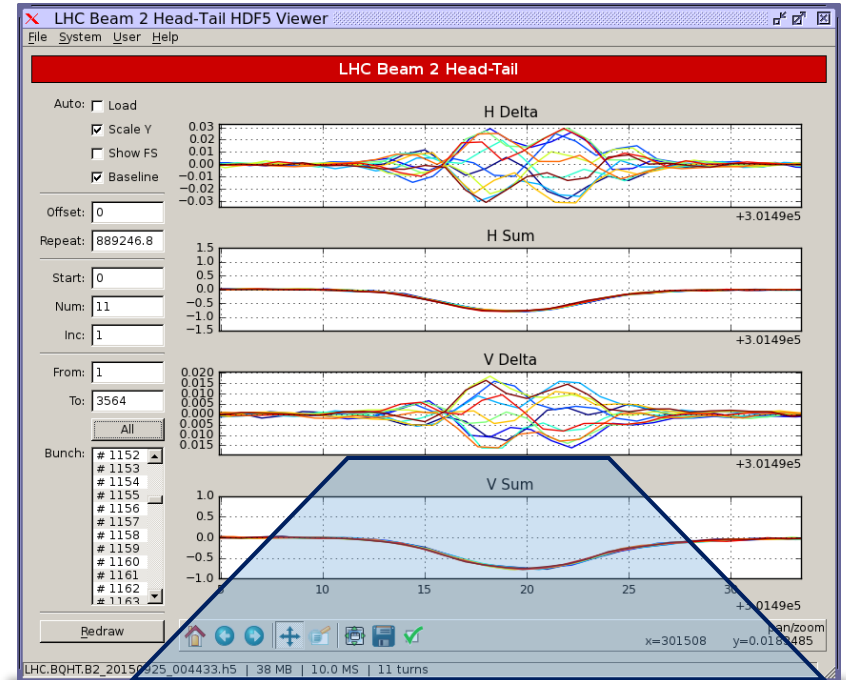 LHC Beam 2 Head-Tail HDF5 Viewer
File System User Help
LHC Beam 2 Head-Tail
Auto: Load
Scale Y
Show FS
Baseline
Offset: 0
Repeat: 889246.8
Start: 0
Num: 11
Inc: 1
From: 1
To: 3564
All
Bunch: # 1152
# 1153
# 1154
# 1155
# 1156
# 1157
# 1158
# 1159
# 1160
# 1161
# 1162
# 1163
Redraw
H Delta
0.03
0.02
0.01
0.00
−0.01
−0.02
−0.03
+3.0149e5
H Sum
1.5
1.0
0.5
0.0
−0.5
−1.0
−1.5
+3.0149e5
V Delta
0.020
0.015
0.010
0.005
0.000
0.005
0.010
0.015
+3.0149e5
V Sum
1.0
0.5
0.0
−0.5
−1.0
5 10 15 20 25 30
+3.0149e5
pan/zoom
x=301508 y=0.0183485
LHC.BQHT.B2_20150925_004433.h5 | 38 MB | 10.0 MS | 11 turns